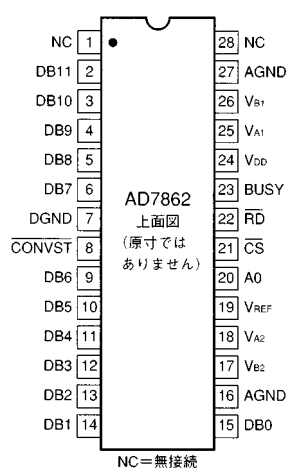 NC 1 28 NC
DB11 2 27 AGND
DB10 3 26 VB1
DB9 4 25 VA1
DB8 5 24 VDD
DB7 6 23 BUSY
DGND 7 22 RD
CONVST 8 21 CS
DB6 9 20 A0
DB5 10 19 VREF
DB4 11 18 VA2
DB3 12 17 VB2
DB2 13 16 AGND
DB1 14 15 DB0
AD7862
上面図
(原寸では
ありません)
NC=無接続